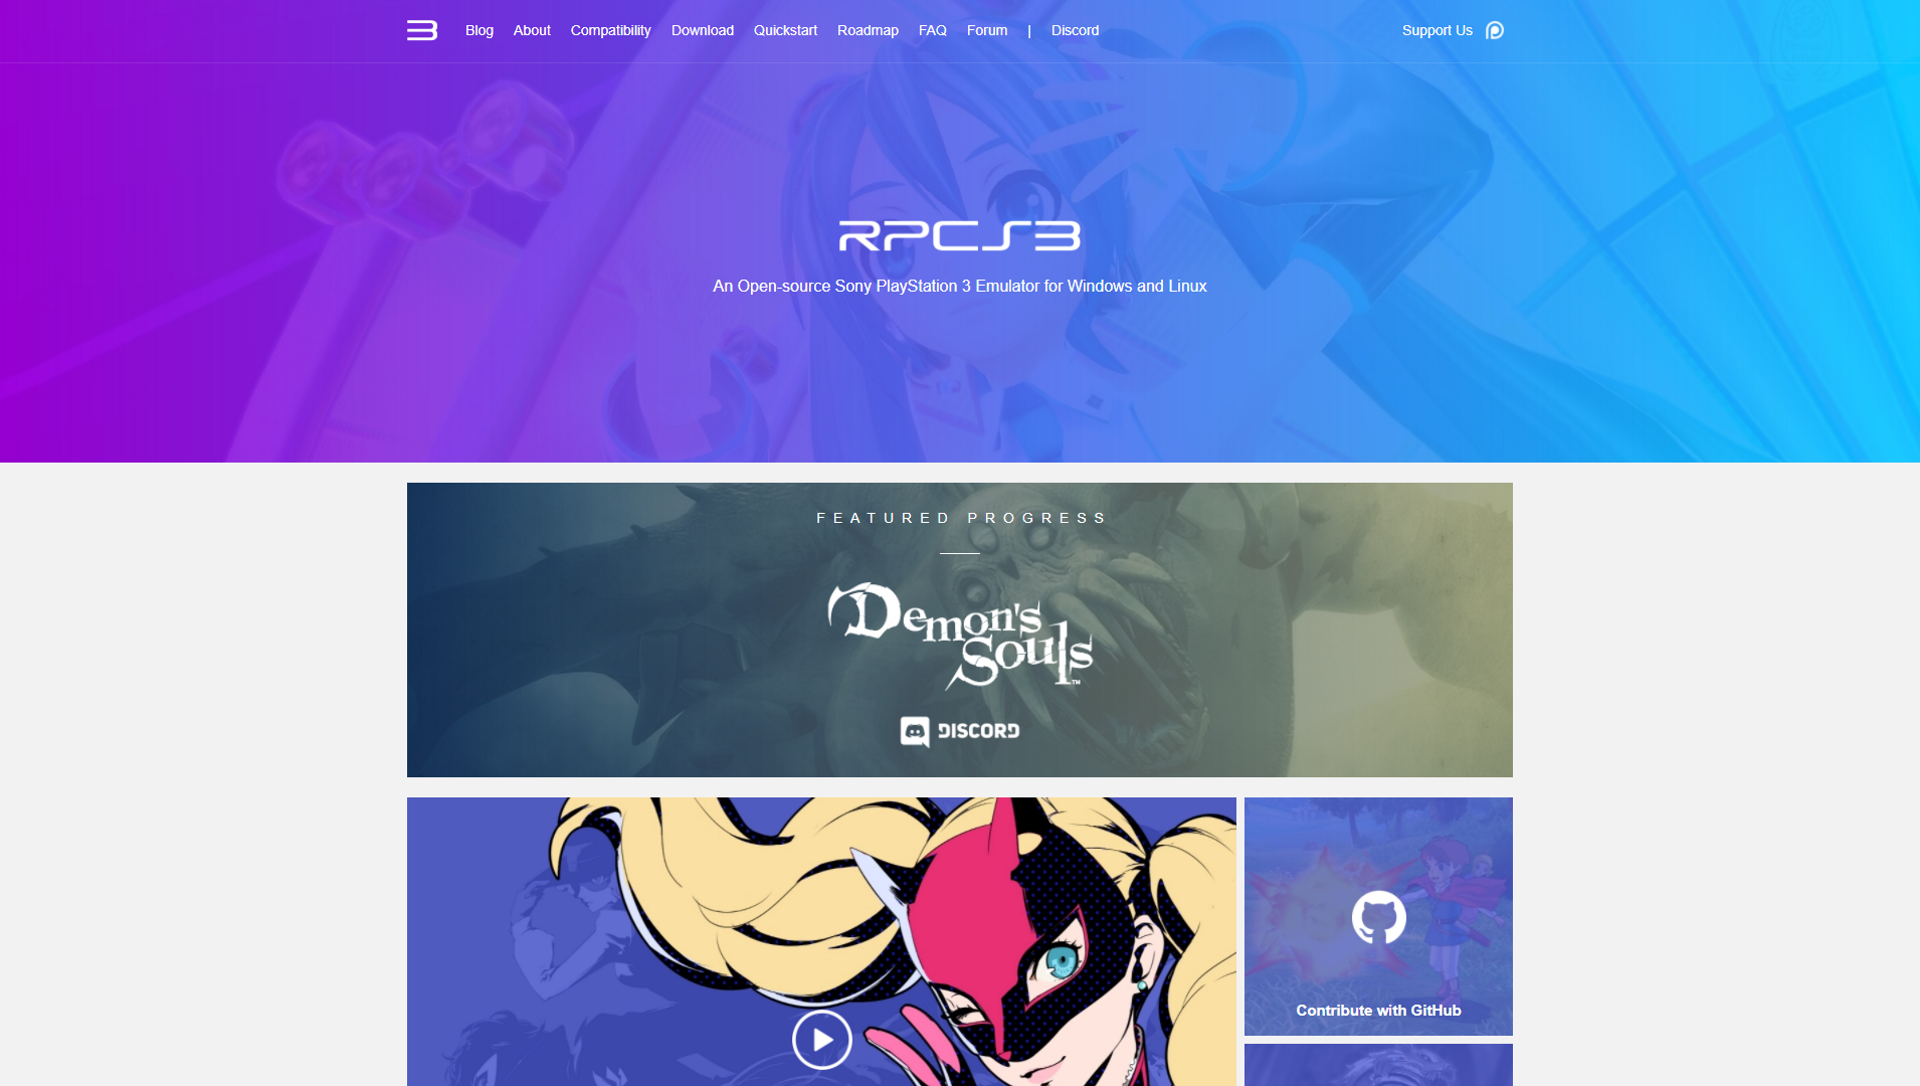 Blog About Compatibility Download Quickstart Roadmap FAQ Forum | Discord Support Us
RPCS3
An Open-source Sony PlayStation 3 Emulator for Windows and Linux
FEATURED PROGRESS
Demon's
Souls™
DISCORD
Contribute with GitHub